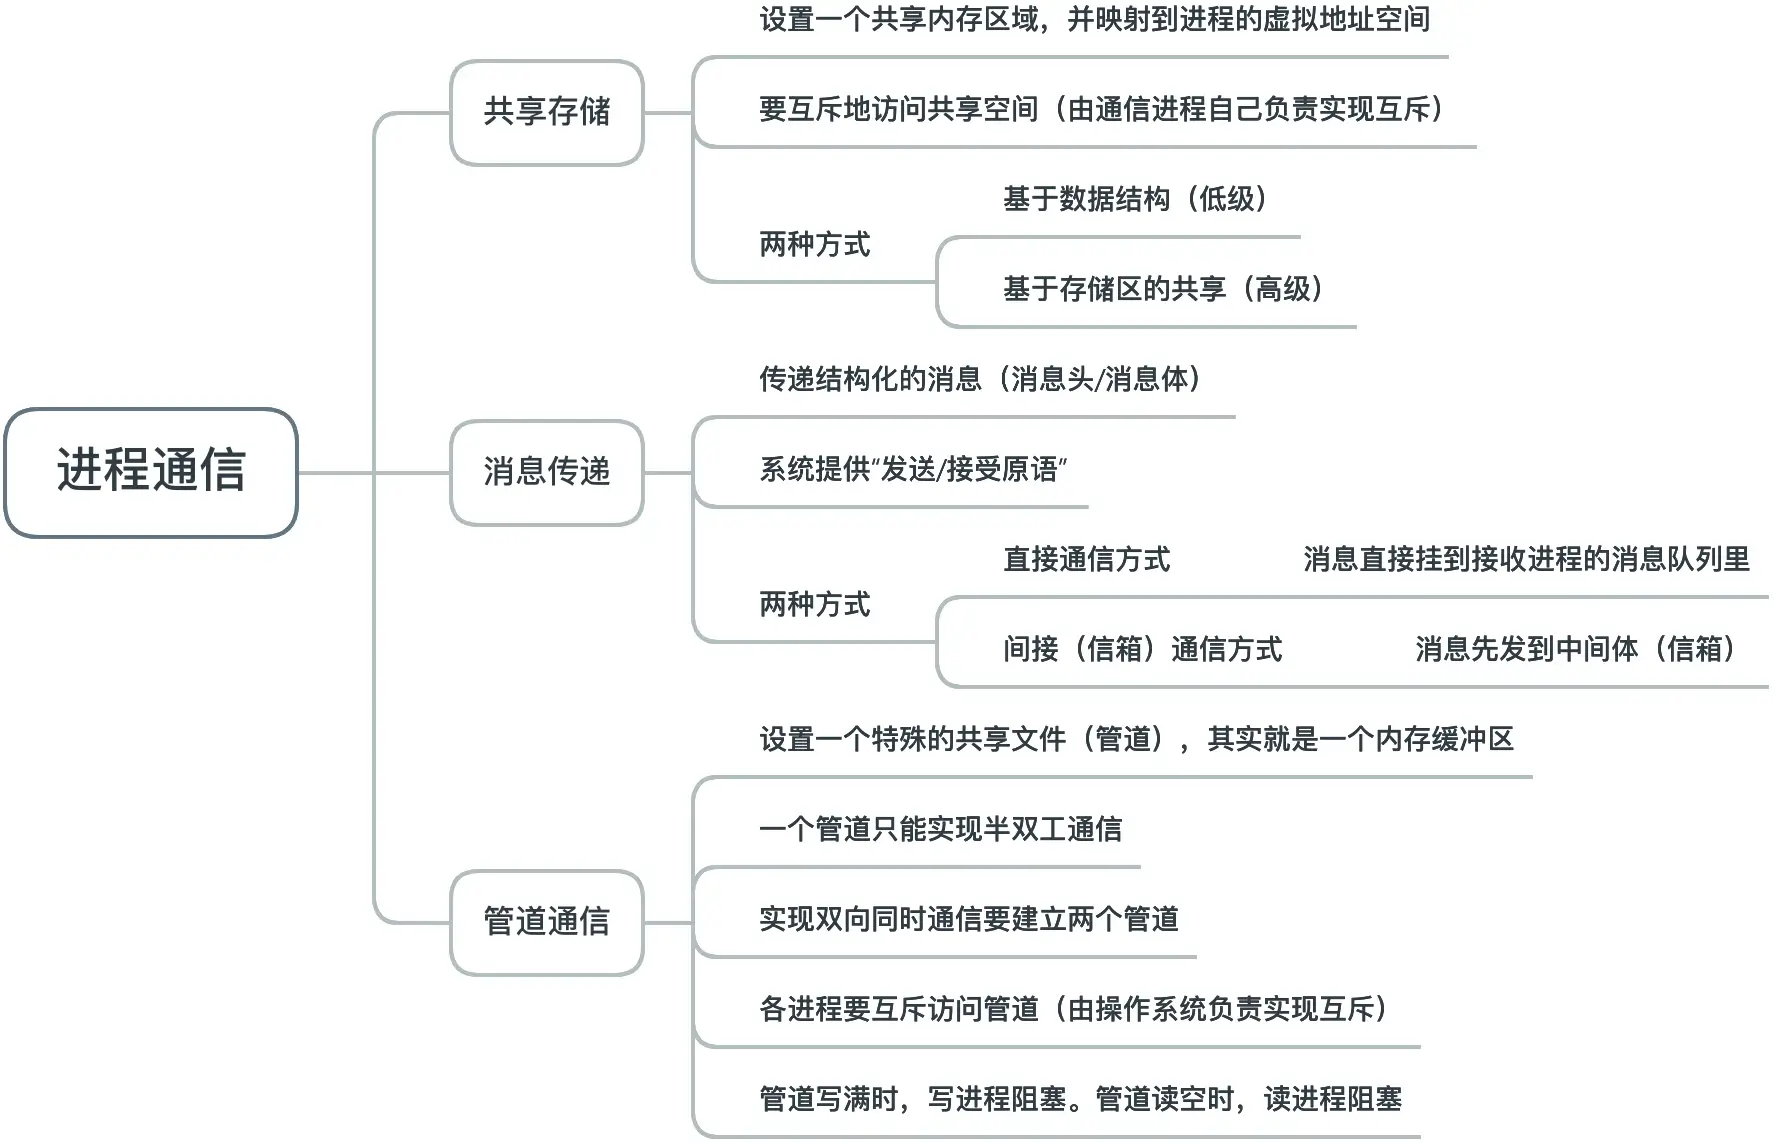 进程通信
共享存储
设置一个共享内存区域，并映射到进程的虚拟地址空间
要互斥地访问共享空间（由通信进程自己负责实现互斥）
两种方式
基于数据结构（低级）
基于存储区的共享（高级）
消息传递
传递结构化的消息（消息头/消息体）
系统提供“发送/接受原语”
两种方式
直接通信方式
消息直接挂到接收进程的消息队列里
间接（信箱）通信方式
消息先发到中间体（信箱）
管道通信
设置一个特殊的共享文件（管道），其实就是一个内存缓冲区
一个管道只能实现半双工通信
实现双向同时通信要建立两个管道
各进程要互斥访问管道（由操作系统负责实现互斥）
管道写满时，写进程阻塞。管道读空时，读进程阻塞